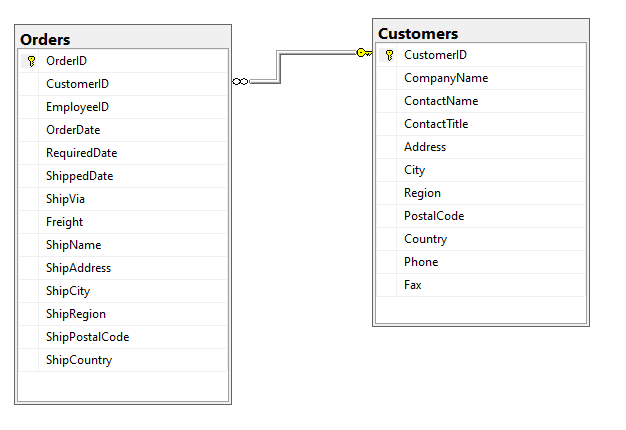 Orders
OrderID
CustomerID
EmployeeID
OrderDate
RequiredDate
ShippedDate
ShipVia
Freight
ShipName
ShipAddress
ShipCity
ShipRegion
ShipPostalCode
ShipCountry
Customers
CustomerID
CompanyName
ContactName
ContactTitle
Address
City
Region
PostalCode
Country
Phone
Fax